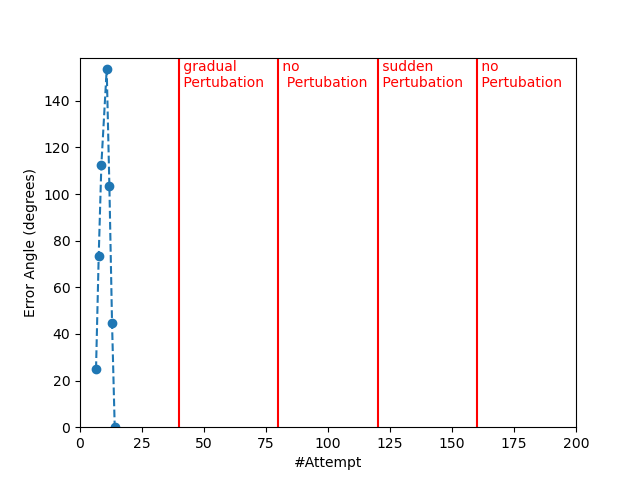 gradual
Pertubation
no
Pertubation
sudden
Pertubation
no
Pertubation
140
120
100
80
60
40
20
0
Error Angle (degrees)
0 25 50 75 100 125 150 175 200
#Attempt